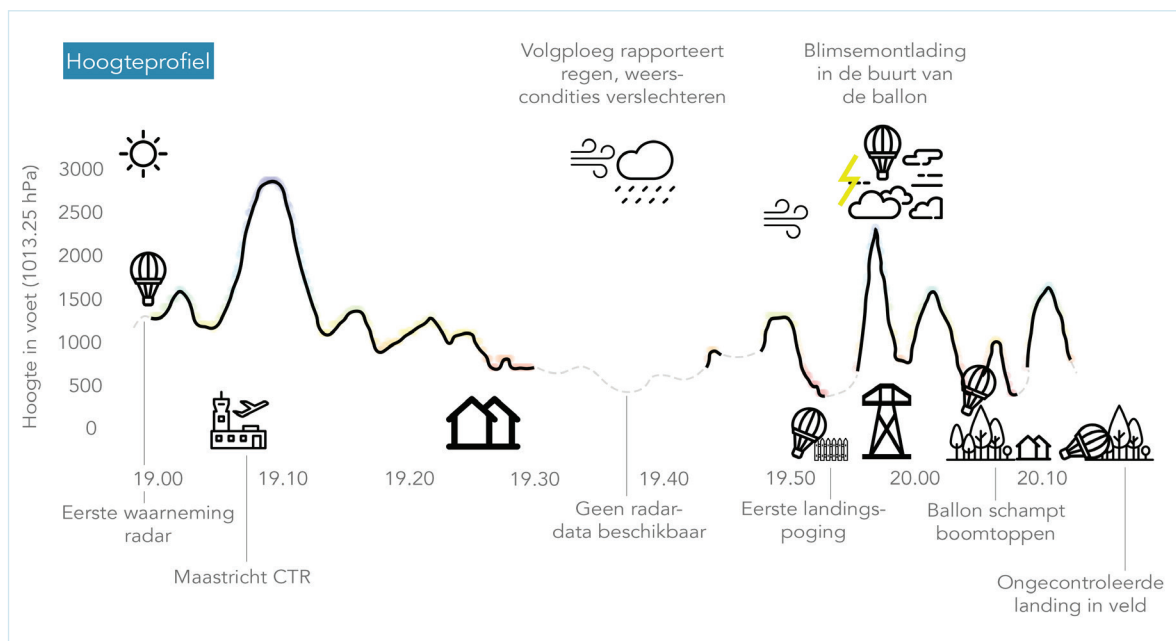 Hoogteprofiel
Volgploeg rapporteert
regen, weers-
condities verslechteren
Blimsemontlading
in de buurt van
de ballon
Hoogte in voet (1013.25 hPa)
3000
2500
2000
1500
1000
500
0
19.00
19.10
19.20
19.30
19.40
19.50
20.00
20.10
Eerste waarneming
radar
Maastricht CTR
Geen radar-
data beschikbaar
Eerste landings-
poging
Ballon schampt
boomtoppen
Ongecontroleerde
landing in veld